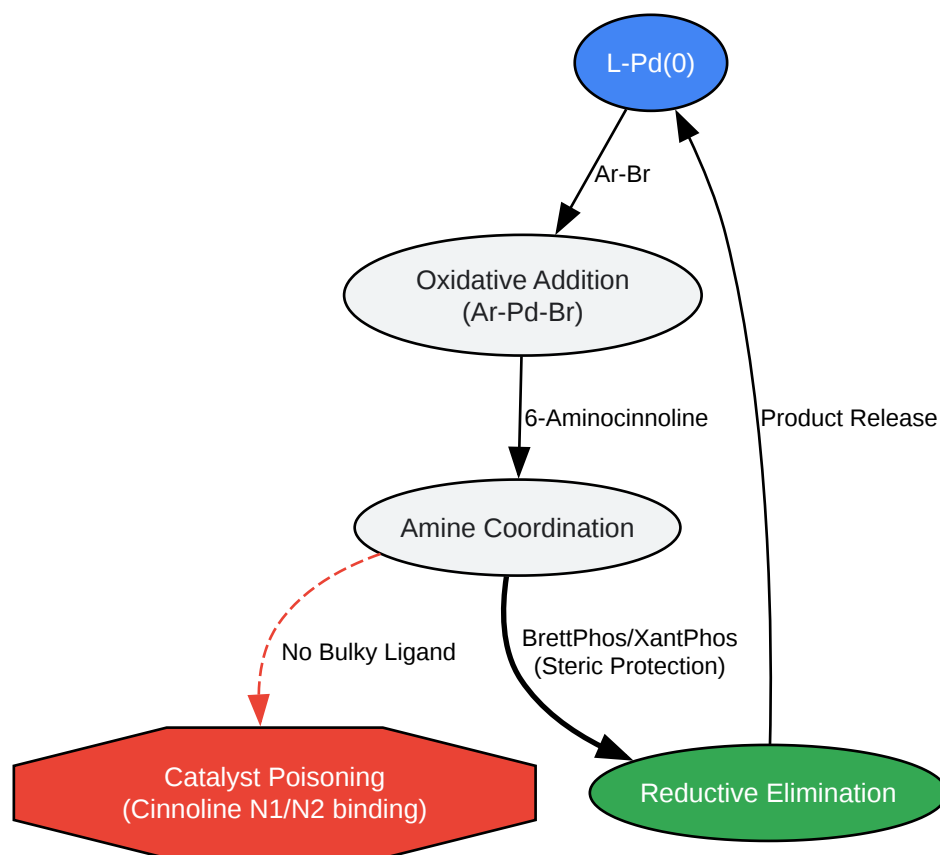 L-Pd(0)
Ar-Br
Oxidative Addition
(Ar-Pd-Br)
6-Aminocinnoline
Product Release
Amine Coordination
No Bulky Ligand
BrettPhos/XantPhos
(Steric Protection)
Catalyst Poisoning
(Cinnoline N1/N2 binding)
Reductive Elimination